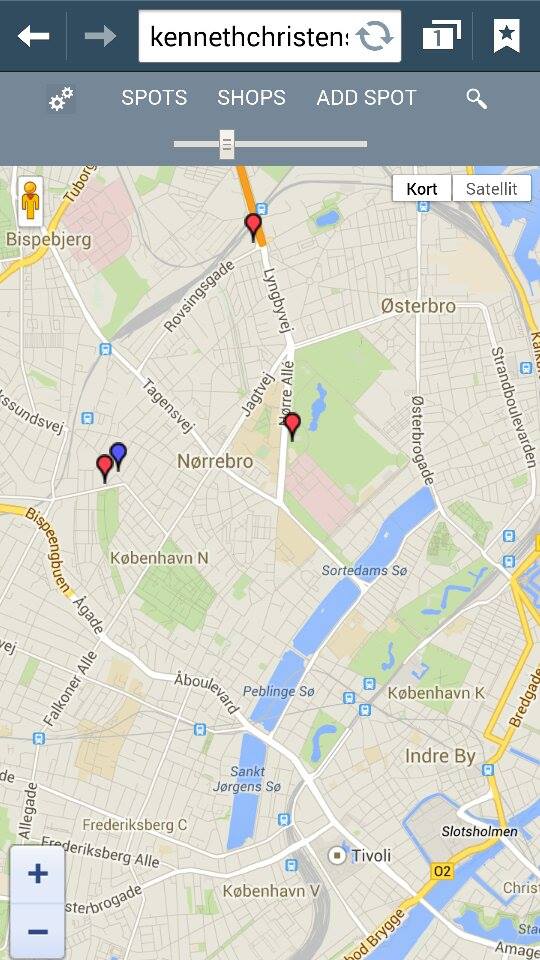 kennethchristens
1
SPOTS SHOPS ADD SPOT
Kort Satellit
Tuborg
Bispebjerg
Rovsingsgade
Lyngbyvej
Østerbro
Strandboulevarden
Jagtvej
Nørre Allé
Tagensvej
Østerbrogade
Nørrebro
Bispeengbuen
København N
Sortedams Sø
Ågade
Falkoner Alle
Åboulevard
Peblinge Sø
København K
Bredgade
Indre By
Sankt
Jørgens Sø
Allegade
Frederiksberg C
Slotsholmen
Frederiksberg Alle
Tivoli
O2
København V
sterbrogade
Christ
bod Brygge
Amage